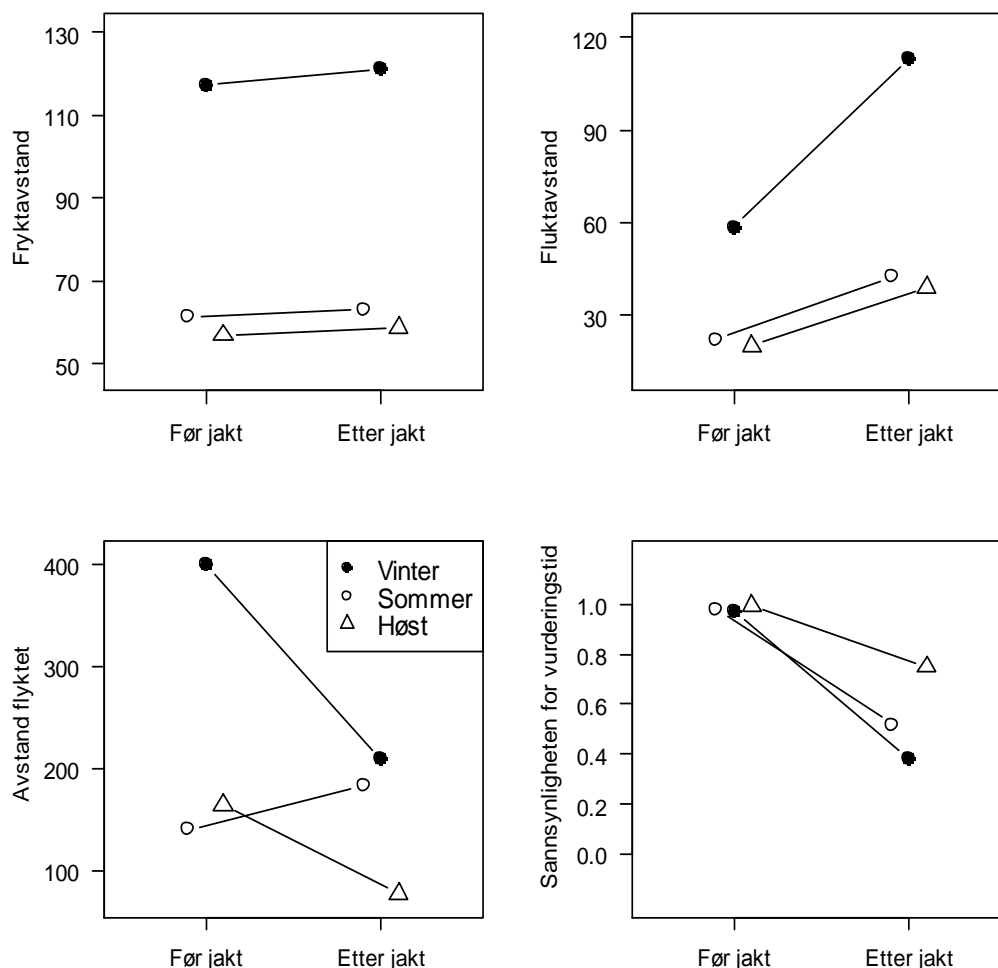 Fryktavstand
130
110
90
70
50
Før jakt Etter jakt
Fluktavstand
120
90
60
30
Før jakt Etter jakt
Avstand flyktet
400
300
200
100
Vinter
Sommer
Høst
Før jakt Etter jakt
Sannsynligheten for vurderingstid
1.0
0.8
0.6
0.4
0.2
0.0
Før jakt Etter jakt